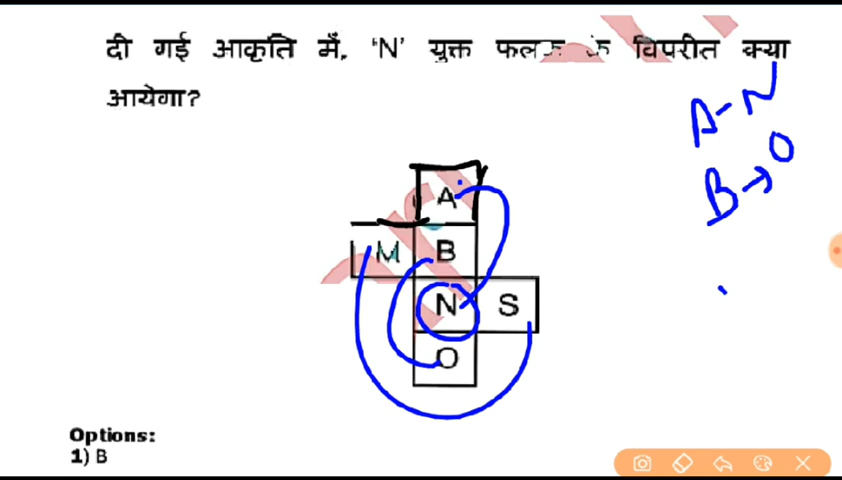 दी गई आकृति में, 'N' युक्त फलक के विपरीत क्या
आयेगा?
A-N
B→O
A
M B
N S
O
Options:
1) B